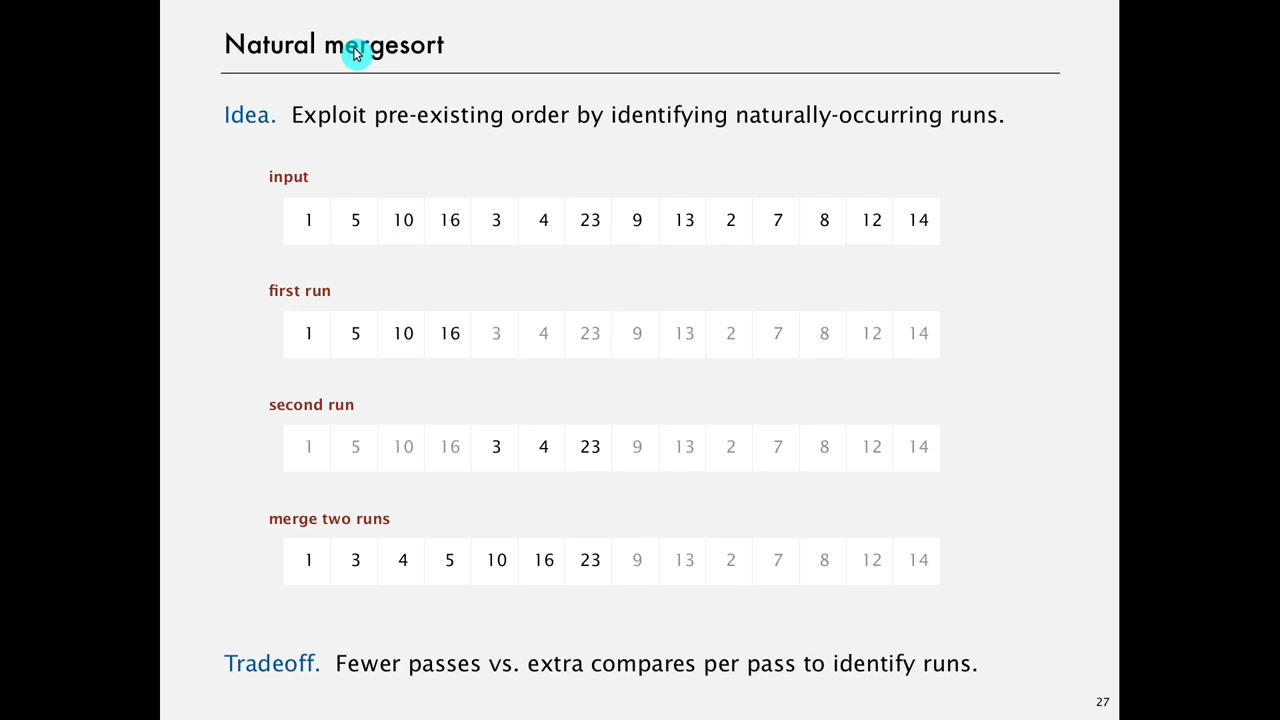 Natural mergesort
Idea. Exploit pre-existing order by identifying naturally-occurring runs.
input
1 5 10 16 3 4 23 9 13 2 7 8 12 14
first run
1 5 10 16 3 4 23 9 13 2 7 8 12 14
second run
1 5 10 16 3 4 23 9 13 2 7 8 12 14
merge two runs
1 3 4 5 10 16 23 9 13 2 7 8 12 14
Tradeoff. Fewer passes vs. extra compares per pass to identify runs.
27